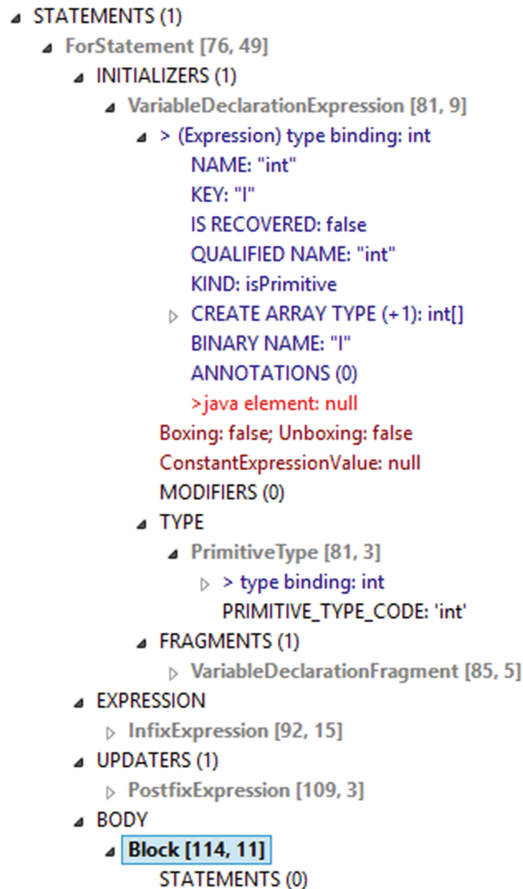 STATEMENTS (1)
ForStatement [76, 49]
INITIALIZERS (1)
VariableDeclarationExpression [81, 9]
> (Expression) type binding: int
NAME: "int"
KEY: "I"
IS RECOVERED: false
QUALIFIED NAME: "int"
KIND: isPrimitive
CREATE ARRAY TYPE (+1): int[]
BINARY NAME: "I"
ANNOTATIONS (0)
>java element: null
Boxing: false; Unboxing: false
ConstantExpressionValue: null
MODIFIERS (0)
TYPE
PrimitiveType [81, 3]
> type binding: int
PRIMITIVE_TYPE_CODE: 'int'
FRAGMENTS (1)
VariableDeclarationFragment [85, 5]
EXPRESSION
InfixExpression [92, 15]
UPDATERS (1)
PostfixExpression [109, 3]
BODY
Block [114, 11]
STATEMENTS (0)